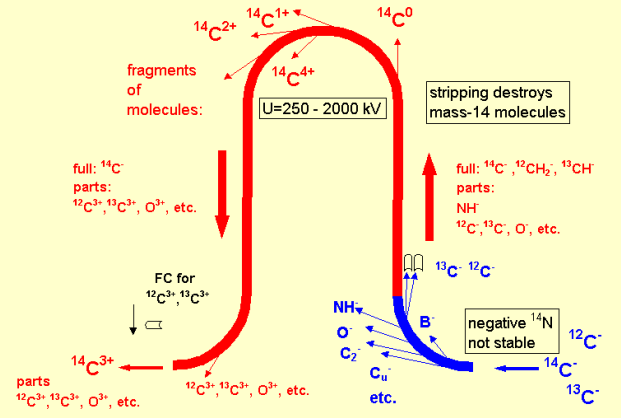 ¹⁴C²⁺
¹⁴C¹⁺
¹⁴C⁰
¹⁴C⁴⁺
fragments
of
molecules:
U=250 - 2000 kV
stripping destroys
mass-14 molecules
full: ¹⁴C⁻
parts:
¹²C³⁺,¹³C³⁺, O³⁺, etc.
full: ¹⁴C⁻ ,¹²CH₂⁻, ¹³CH⁻
parts:
NH⁻
¹²C⁻,¹³C⁻, O⁻, etc.
FC for
¹²C³⁺,¹³C³⁺
¹³C⁻ ¹²C⁻
NH⁻
B⁻
O⁻
C₂⁻
Cᵤ⁻
etc.
negative ¹⁴N
not stable
¹²C⁻
¹⁴C⁻
¹³C⁻
¹⁴C³⁺
parts
¹²C³⁺,¹³C³⁺, O³⁺, etc.
¹²C³⁺,¹³C³⁺, O³⁺, etc.